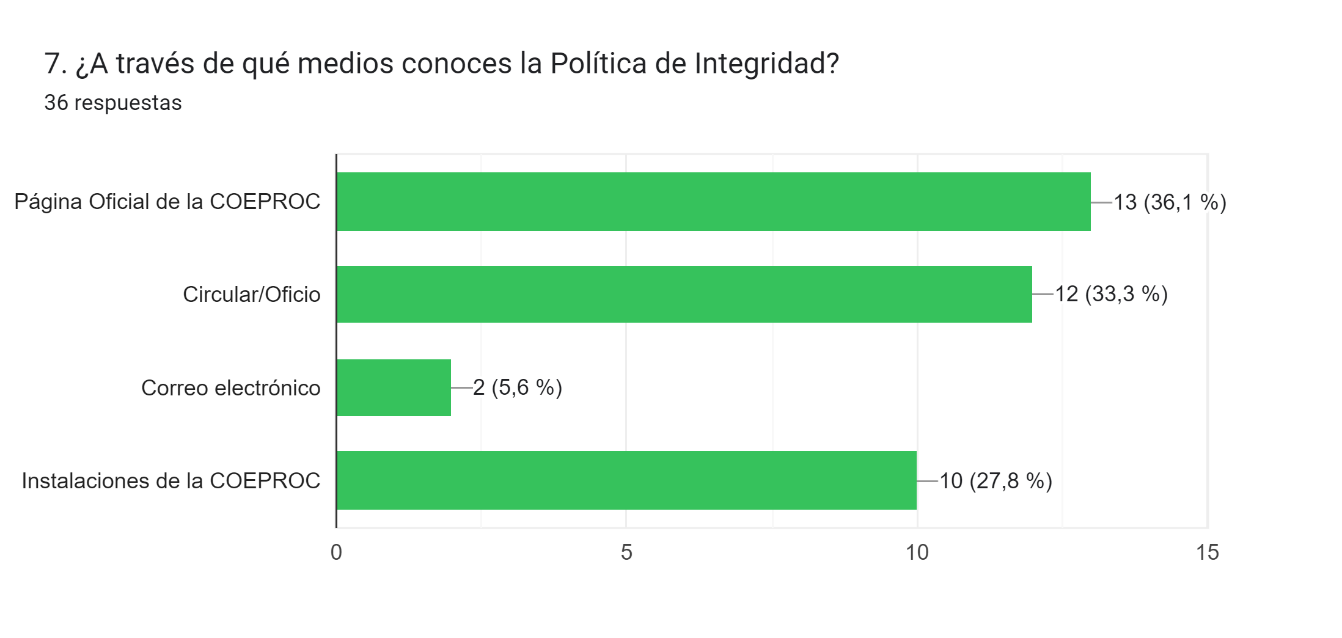 7. ¿A través de qué medios conoces la Política de Integridad?
36 respuestas
Página Oficial de la COEPROC
13 (36,1 %)
Circular/Oficio
12 (33,3 %)
Correo electrónico
2 (5,6 %)
Instalaciones de la COEPROC
10 (27,8 %)
0
5
10
15